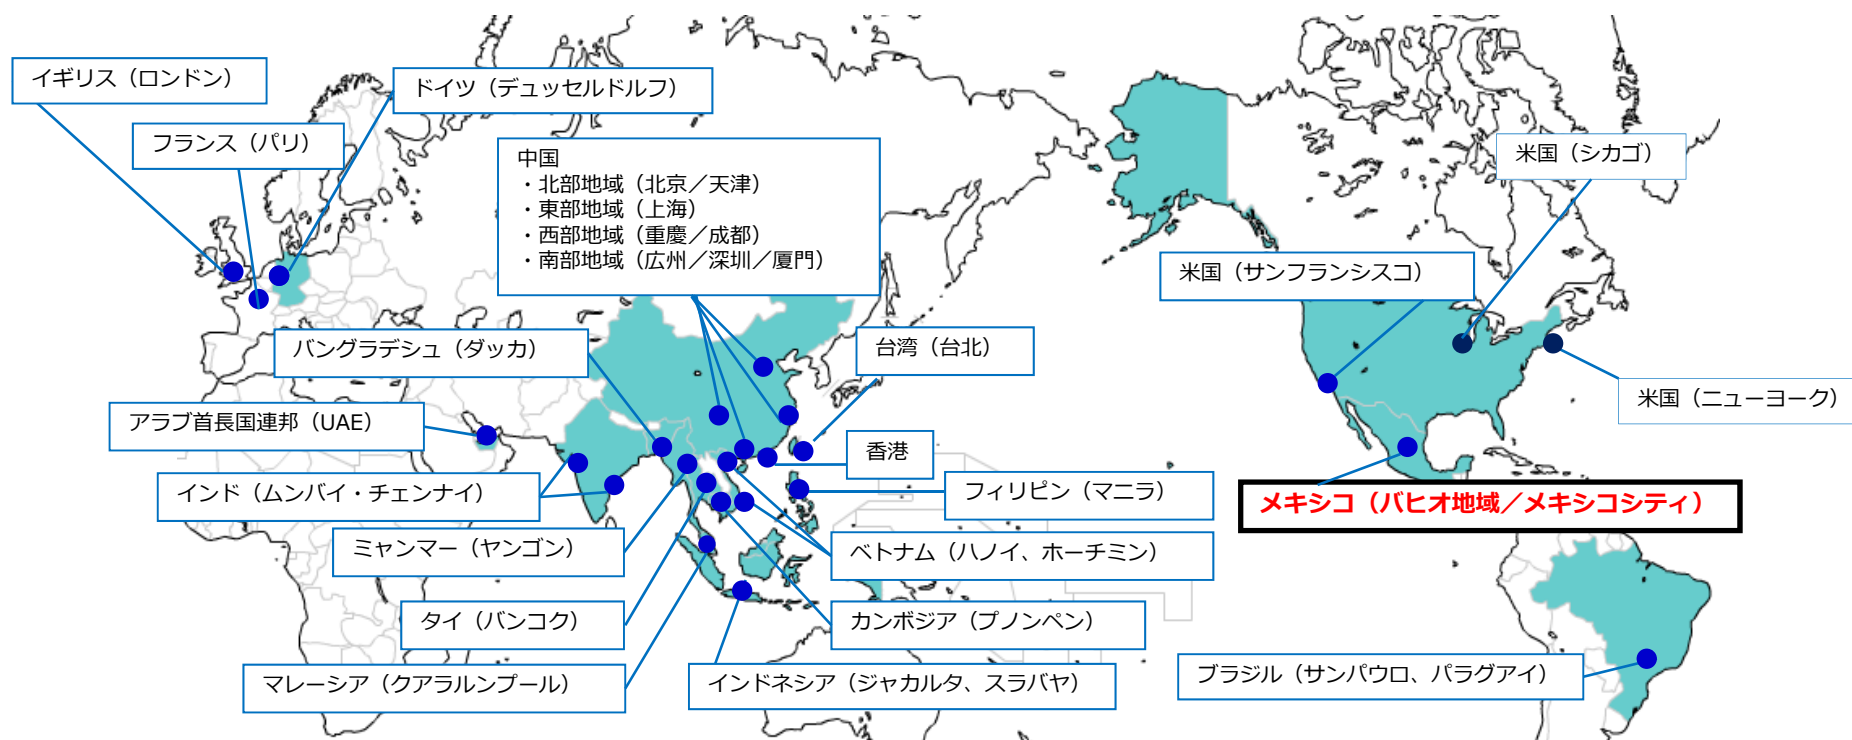 イギリス（ロンドン）
ドイツ（デュッセルドルフ）
フランス（パリ）
中国
・北部地域（北京／天津）
・東部地域（上海）
・西部地域（重慶／成都）
・南部地域（広州／深圳／厦門）
米国（シカゴ）
米国（サンフランシスコ）
バングラデシュ（ダッカ）
台湾（台北）
米国（ニューヨーク）
アラブ首長国連邦（UAE）
香港
インド（ムンバイ・チェンナイ）
フィリピン（マニラ）
メキシコ（バヒオ地域／メキシコシティ）
ミャンマー（ヤンゴン）
ベトナム（ハノイ、ホーチミン）
タイ（バンコク）
カンボジア（プノンペン）
マレーシア（クアラルンプール）
インドネシア（ジャカルタ、スラバヤ）
ブラジル（サンパウロ、パラグアイ）